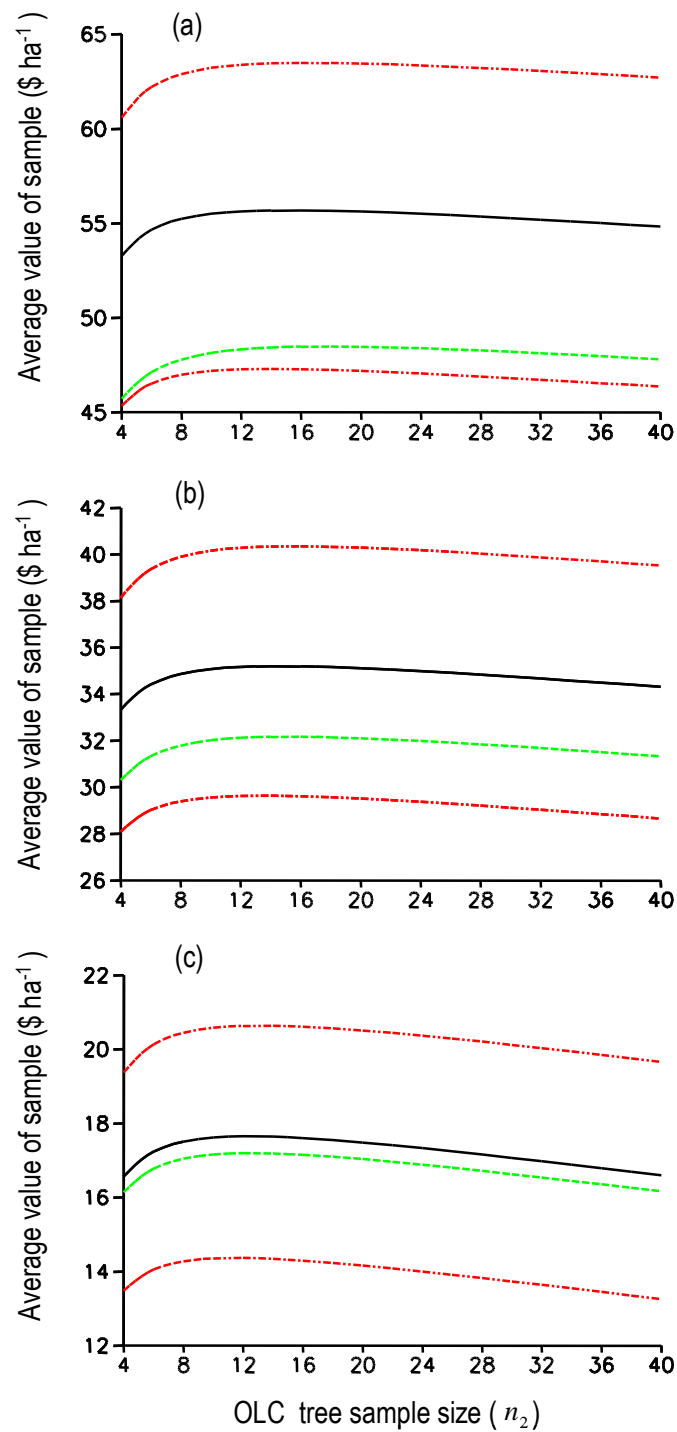 (a)
Average value of sample ($ ha-1 )
65
60
55
50
45
4 8 12 16 20 24 28 32 36 40
(b)
Average value of sample ($ ha-1 )
42
40
38
36
34
32
30
28
26
4 8 12 16 20 24 28 32 36 40
(c)
Average value of sample ($ ha-1 )
22
20
18
16
14
12
4 8 12 16 20 24 28 32 36 40
OLC tree sample size ( n2 )